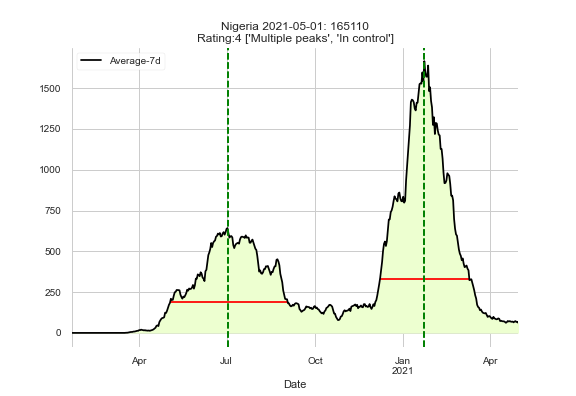 Nigeria 2021-05-01: 165110
Rating:4 ['Multiple peaks', 'In control']
Average-7d
1500
1250
1000
750
500
250
0
Apr
Jul
Oct
Jan
2021
Apr
Date